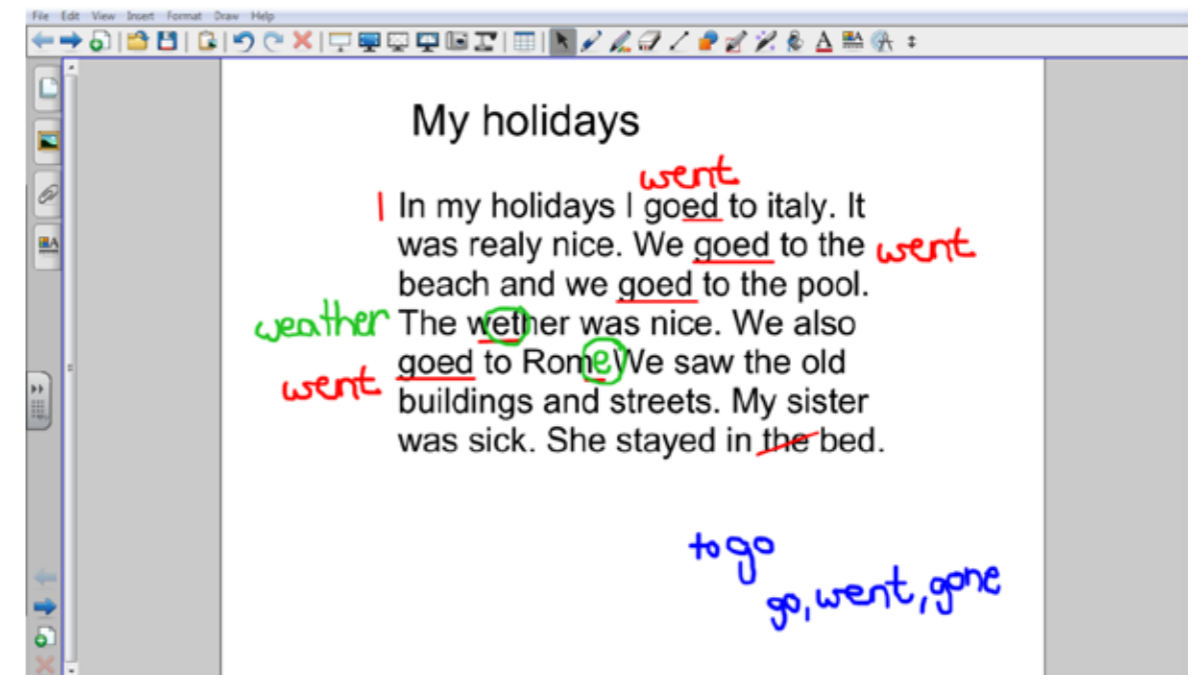 File Edit View Insert Format Draw Help
My holidays
went
I In my holidays I goed to italy. It
was realy nice. We goed to the went
beach and we goed to the pool.
weather The wether was nice. We also
goed to Rome We saw the old
went buildings and streets. My sister
was sick. She stayed in the bed.
to go
go, went, gone